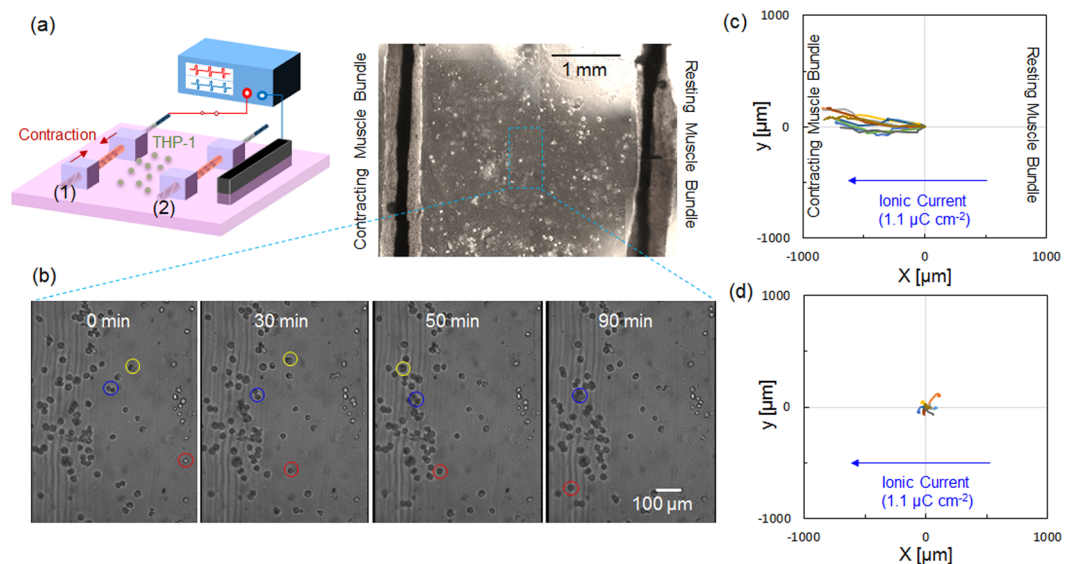 (a)
Contraction
THP-1
(1)
(2)
Contracting Muscle Bundle
1 mm
Resting Muscle Bundle
(b)
0 min
30 min
50 min
90 min
100 µm
(c)
1000
y [µm]
0
-1000
Contracting Muscle Bundle
Resting Muscle Bundle
Ionic Current
(1.1 µC cm-2)
-1000
0
1000
X [µm]
(d)
1000
y [µm]
0
-1000
Ionic Current
(1.1 µC cm-2)
-1000
0
1000
X [µm]